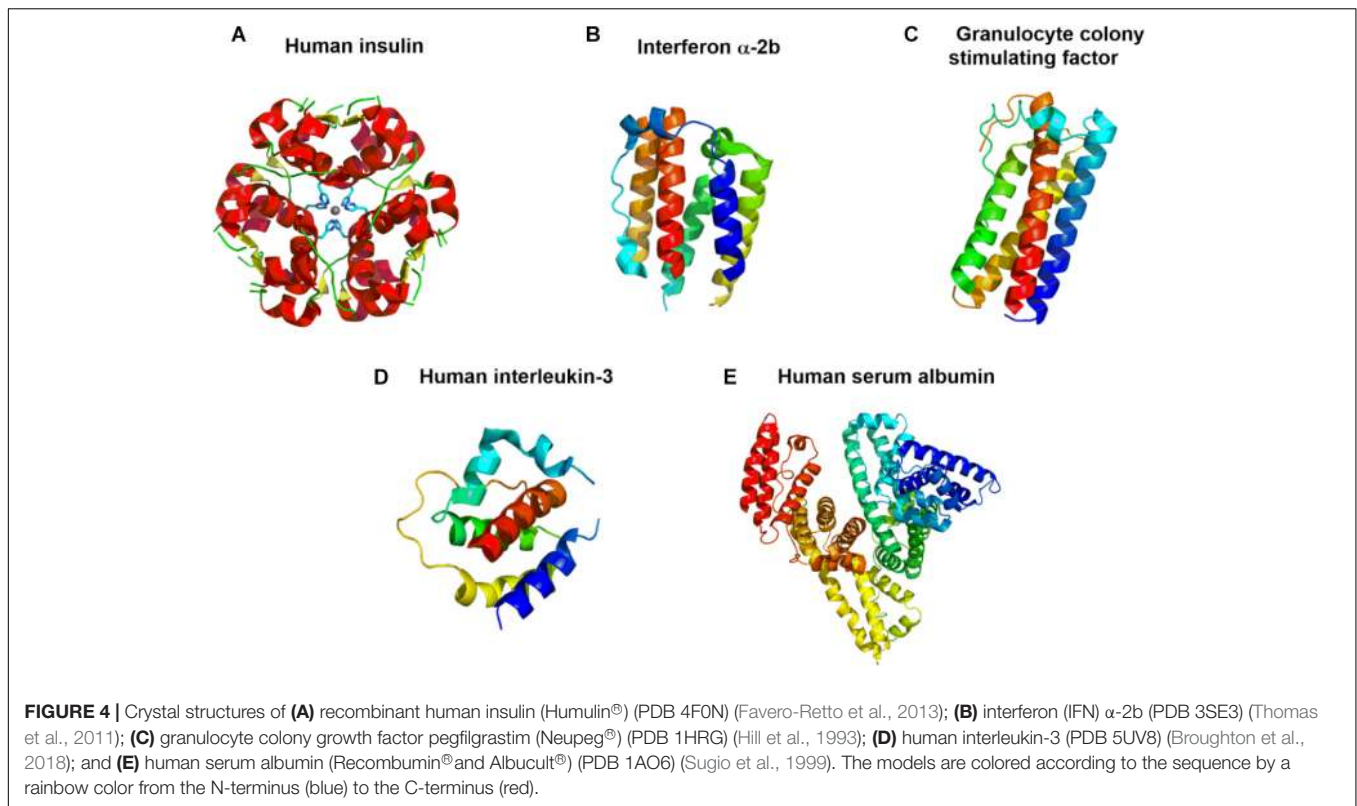 A
Human insulin
B
Interferon α-2b
C
Granulocyte colony
stimulating factor
D
Human interleukin-3
E
Human serum albumin
FIGURE 4 | Crystal structures of (A) recombinant human insulin (Humulin®) (PDB 4F0N) (Favero-Retto et al., 2013); (B) interferon (IFN) α-2b (PDB 3SE3) (Thomas
et al., 2011); (C) granulocyte colony growth factor pegfilgrastim (Neupeg®) (PDB 1HRG) (Hill et al., 1993); (D) human interleukin-3 (PDB 5UV8) (Broughton et al.,
2018); and (E) human serum albumin (Recombumin®and Albucult®) (PDB 1AO6) (Sugio et al., 1999). The models are colored according to the sequence by a
rainbow color from the N-terminus (blue) to the C-terminus (red).